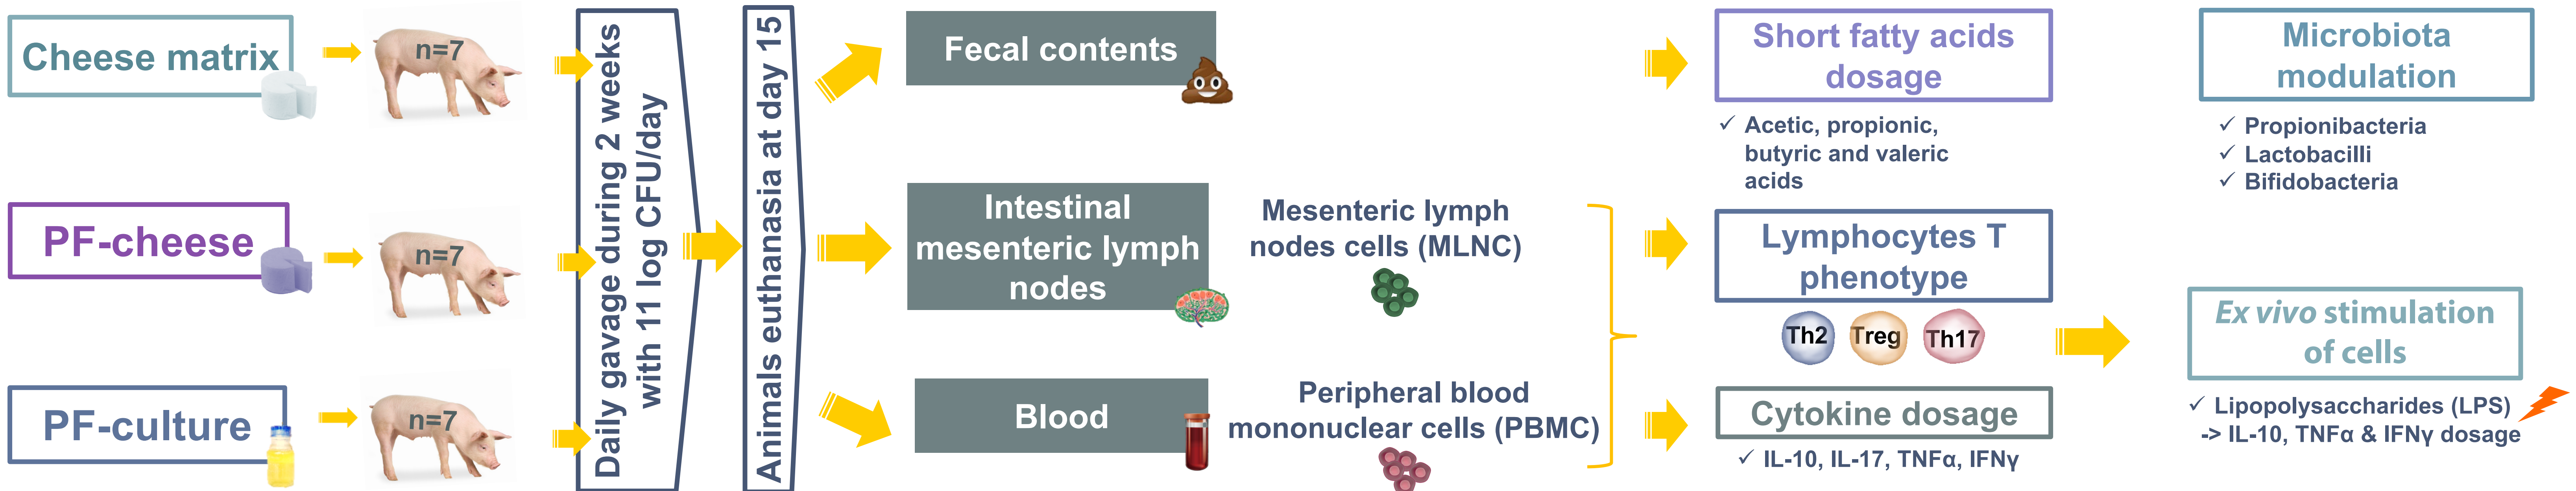 Cheese matrix
n=7
PF-cheese
n=7
PF-culture
n=7
Daily gavage during 2 weeks
with 11 log CFU/day
Animals euthanasia at day 15
Fecal contents
Intestinal
mesenteric lymph
nodes
Blood
Mesenteric lymph
nodes cells (MLNC)
Peripheral blood
mononuclear cells (PBMC)
Short fatty acids
dosage
✓ Acetic, propionic,
butyric and valeric
acids
Lymphocytes T
phenotype
Th2
Treg
Th17
Cytokine dosage
✓ IL-10, IL-17, TNFα, IFNγ
Microbiota
modulation
✓ Propionibacteria
✓ Lactobacilli
✓ Bifidobacteria
Ex vivo stimulation
of cells
✓ Lipopolysaccharides (LPS)
-> IL-10, TNFα & IFNγ dosage